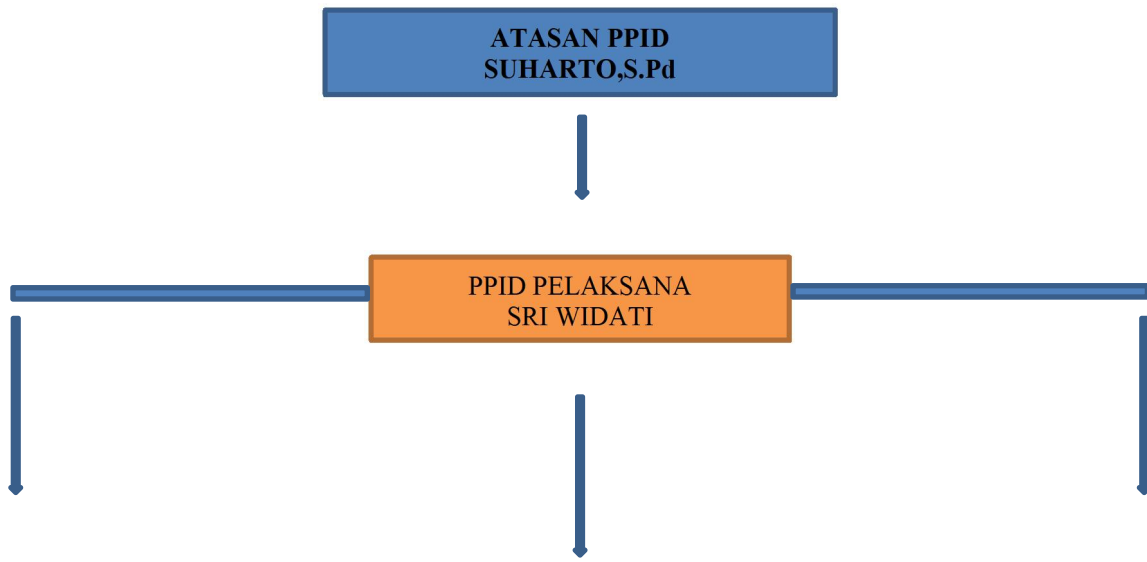 ATASAN PPID
SUHARTO,S.Pd
PPID PELAKSANA
SRI WIDATI